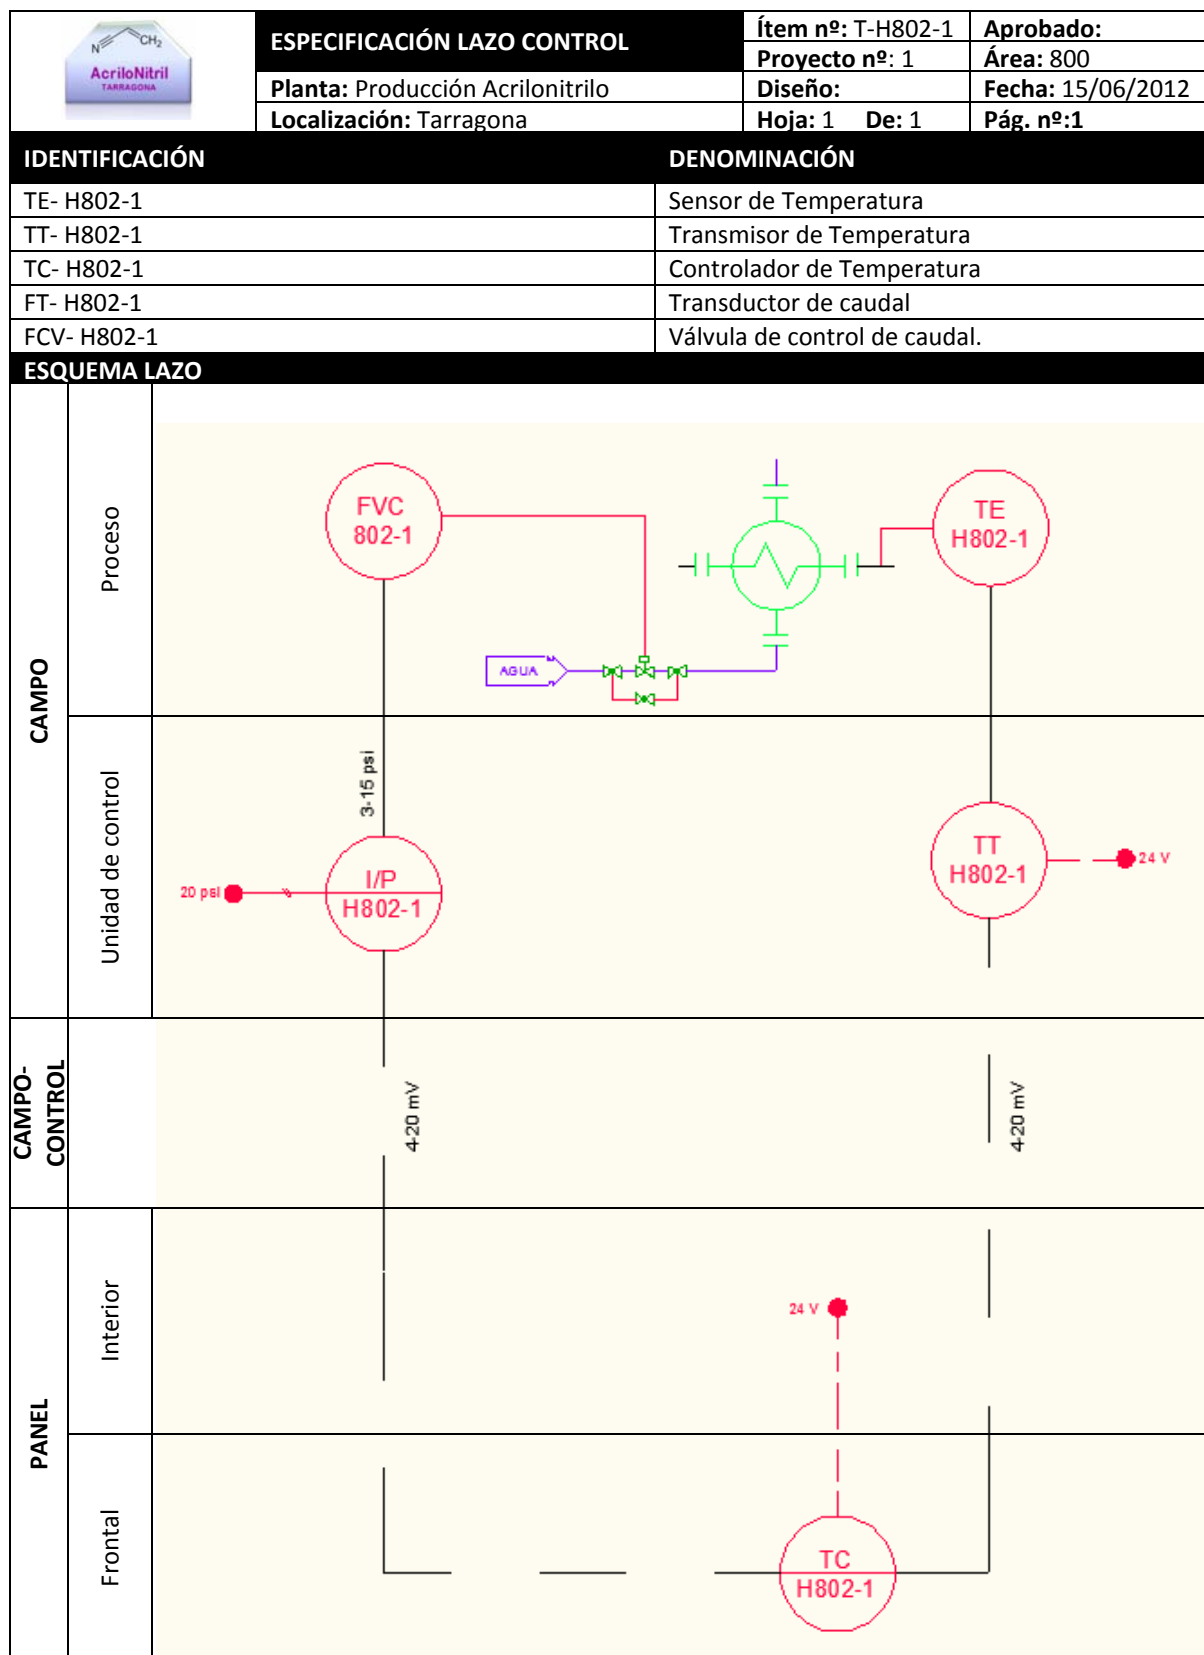 N CH2
AcriloNitril
TARRAGONA
ESPECIFICACIÓN LAZO CONTROL
Ítem nº: T-H802-1
Aprobado:
Proyecto nº: 1
Área: 800
Planta: Producción Acrilonitrilo
Diseño:
Fecha: 15/06/2012
Localización: Tarragona
Hoja: 1 De: 1
Pág. nº:1
IDENTIFICACIÓN
DENOMINACIÓN
TE- H802-1
Sensor de Temperatura
TT- H802-1
Transmisor de Temperatura
TC- H802-1
Controlador de Temperatura
FT- H802-1
Transductor de caudal
FCV- H802-1
Válvula de control de caudal.
ESQUEMA LAZO
CAMPO
Proceso
FVC
802-1
TE
H802-1
AGUA
Unidad de control
3-15 psi
20 psi
I/P
H802-1
TT
H802-1
24 V
CAMPO-
CONTROL
4-20 mV
4-20 mV
PANEL
Interior
24 V
Frontal
TC
H802-1